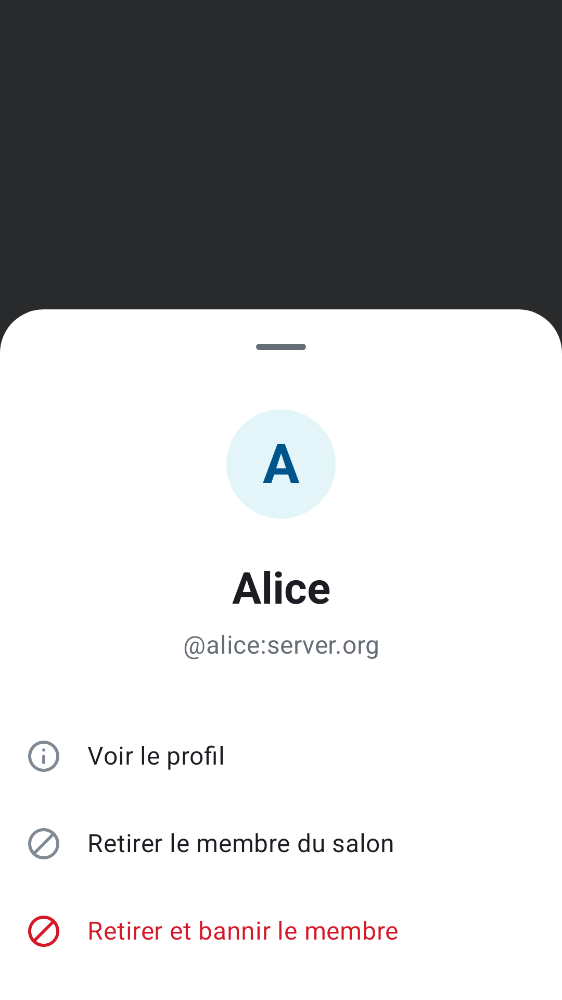 A
Alice
@alice:server.org
Voir le profil
Retirer le membre du salon
Retirer et bannir le membre